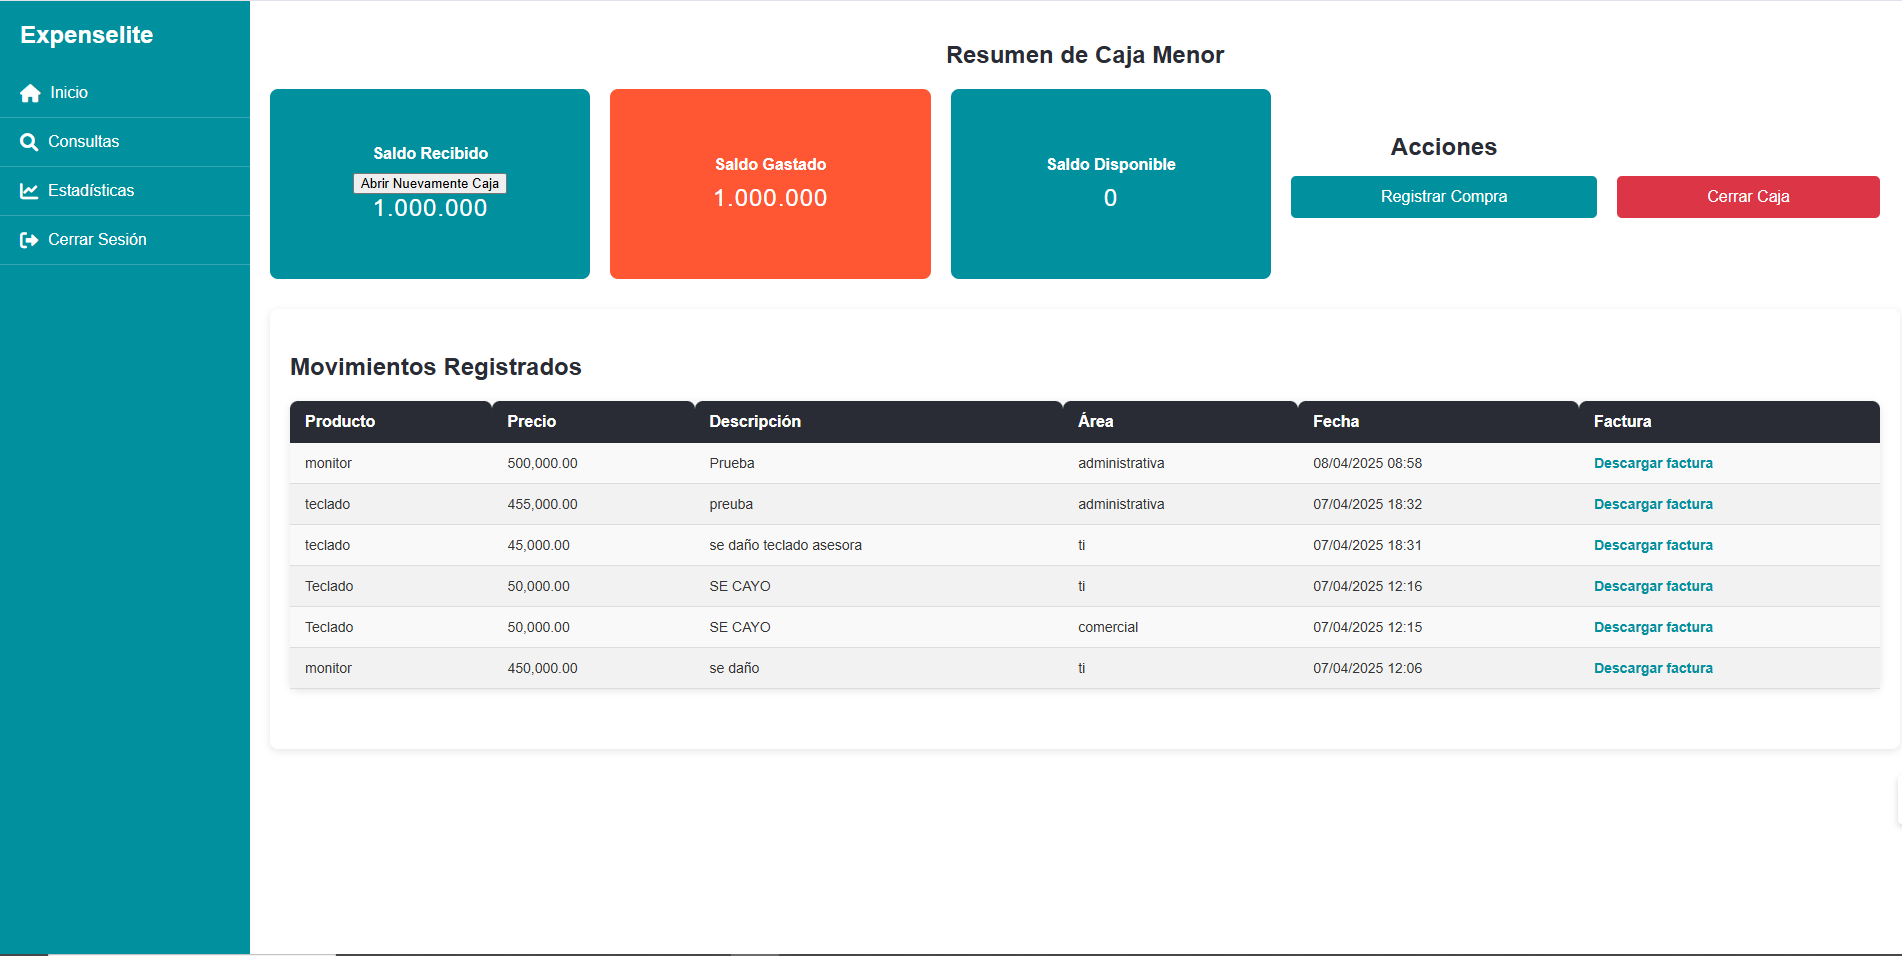 Expenselite
Inicio
Consultas
Estadísticas
Cerrar Sesión
Resumen de Caja Menor
Saldo Recibido
Abrir Nuevamente Caja
1.000.000
Saldo Gastado
1.000.000
Saldo Disponible
0
Acciones
Registrar Compra
Cerrar Caja
Movimientos Registrados
Producto Precio Descripción Área Fecha Factura
monitor 500,000.00 Prueba administrativa 08/04/2025 08:58 Descargar factura
teclado 455,000.00 preuba administrativa 07/04/2025 18:32 Descargar factura
teclado 45,000.00 se daño teclado asesora ti 07/04/2025 18:31 Descargar factura
Teclado 50,000.00 SE CAYO ti 07/04/2025 12:16 Descargar factura
Teclado 50,000.00 SE CAYO comercial 07/04/2025 12:15 Descargar factura
monitor 450,000.00 se daño ti 07/04/2025 12:06 Descargar factura